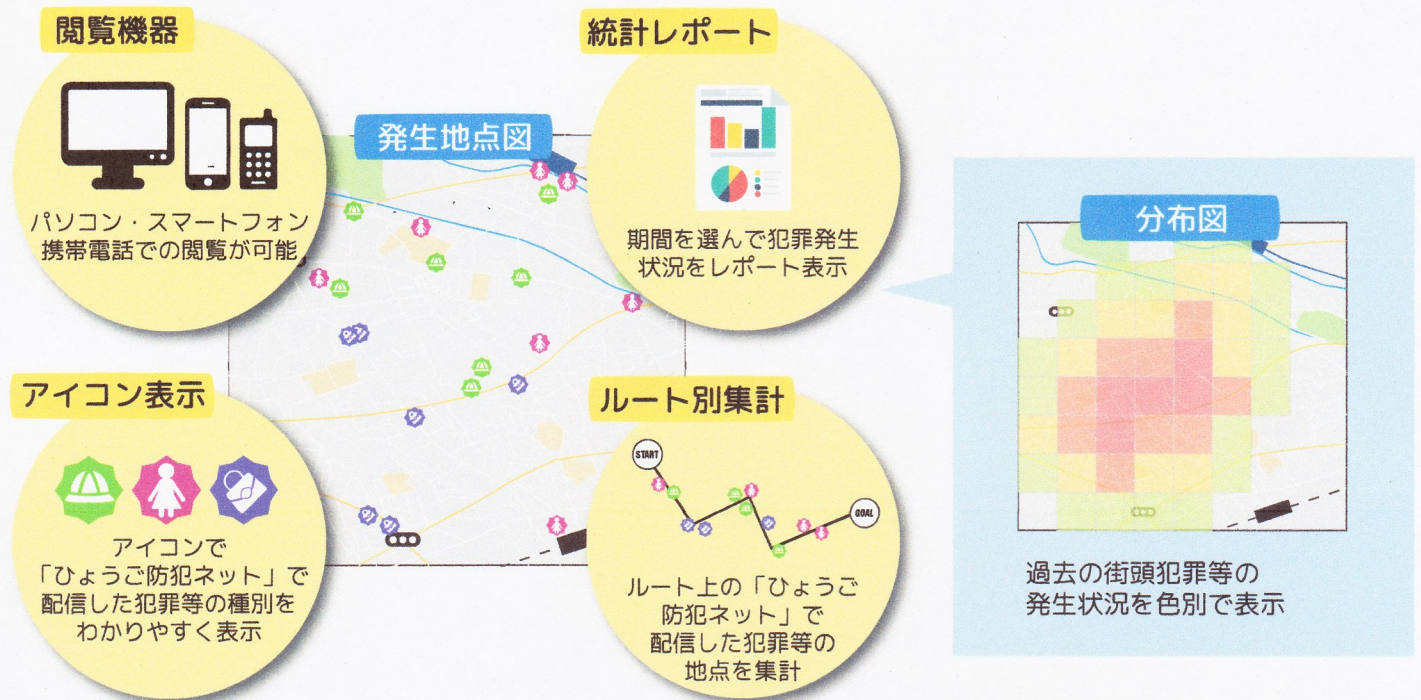 閲覧機器
パソコン・スマートフォン
携帯電話での閲覧が可能
発生地点図
統計レポート
期間を選んで犯罪発生
状況をレポート表示
アイコン表示
アイコンで
「ひょうご防犯ネット」で
配信した犯罪等の種別を
わかりやすく表示
ルート別集計
START
GOAL
ルート上の「ひょうご
防犯ネット」で
配信した犯罪等の
地点を集計
分布図
過去の街頭犯罪等の
発生状況を色別で表示